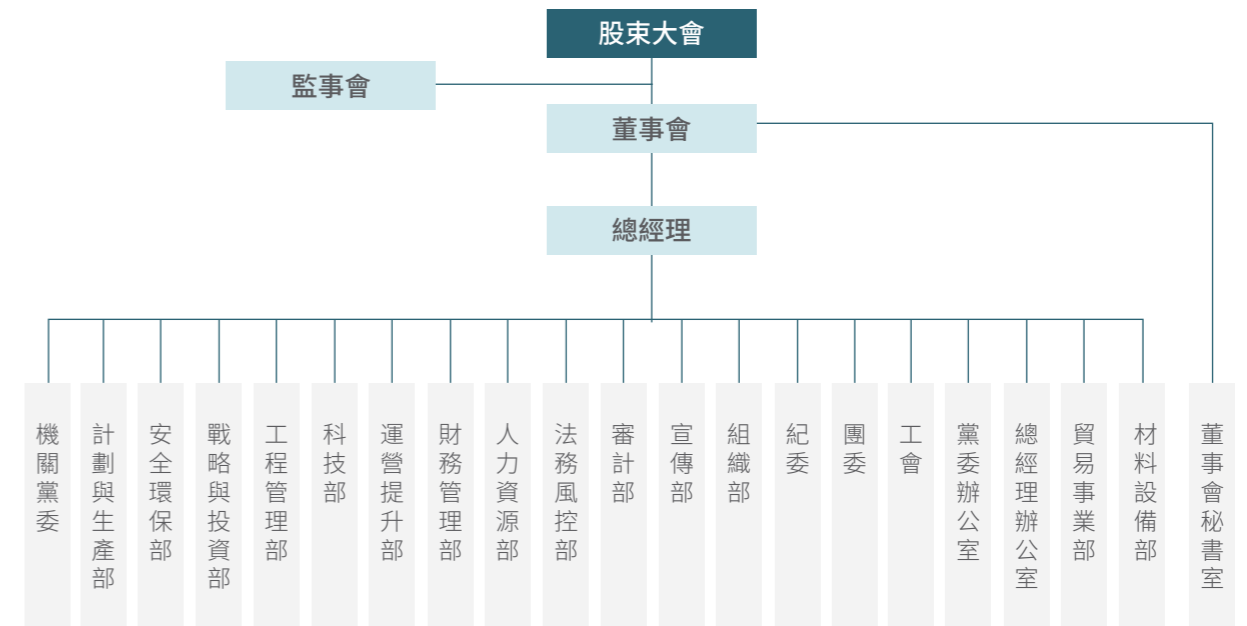 股束大會
監事會
董事會
總經理
機關黨委
計劃與生產部
安全環保部
戰略與投資部
工程管理部
科技部
運營提升部
財務管理部
人力資源部
法務風控部
審計部
宣傳部
組織部
紀委
團委
工會
黨委辦公室
總經理辦公室
貿易事業部
材料設備部
董事會秘書室